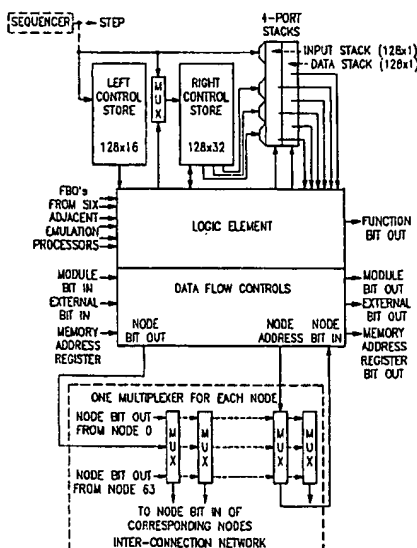 SEQUENCER
STEP
4-PORT
STACKS
INPUT STACK (128x1)
DATA STACK (128x1)
LEFT
CONTROL
STORE
128x16
MUX
RIGHT
CONTROL
STORE
128x32
FBO's
FROM SIX
ADJACENT
EMULATION
PROCESSORS
LOGIC ELEMENT
FUNCTION
BIT OUT
MODULE
BIT IN
EXTERNAL
BIT IN
MEMORY
ADDRESS
REGISTER
DATA FLOW CONTROLS
NODE
BIT OUT
NODE
ADDRESS
NODE
BIT IN
MODULE
BIT OUT
EXTERNAL
BIT OUT
MEMORY
ADDRESS
REGISTER
BIT OUT
ONE MULTIPLEXER FOR EACH NODE
NODE BIT OUT
FROM NODE 0
NODE BIT OUT
FROM NODE 63
MUX
MUX
MUX
MUX
TO NODE BIT IN OF
CORRESPONDING NODES
INTER-CONNECTION NETWORK